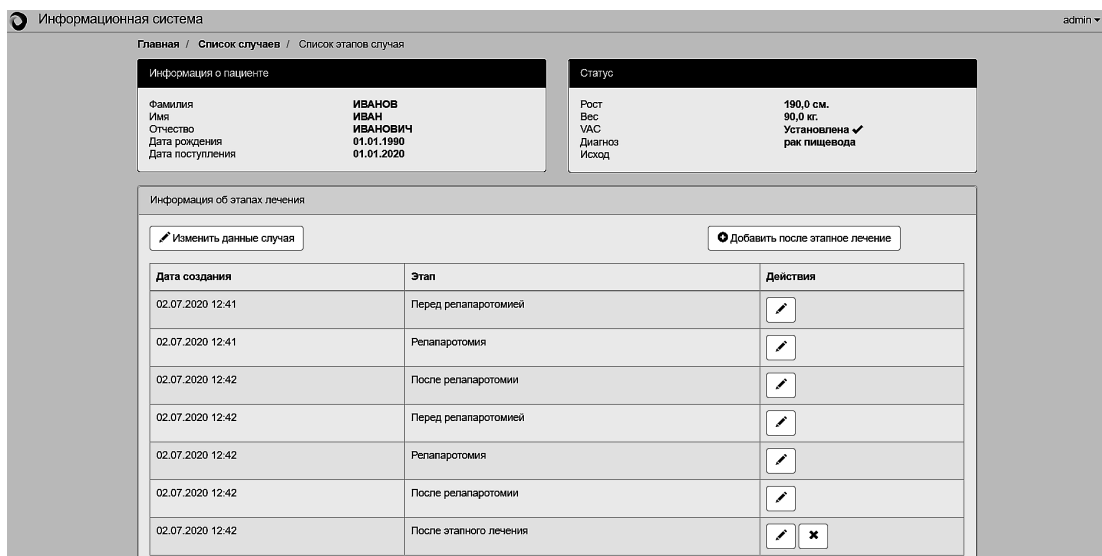 Информационная система
admin
Главная / Список случаев / Список этапов случая
Информация о пациенте
Фамилия ИВАНОВ
Имя ИВАН
Отчество ИВАНОВИЧ
Дата рождения 01.01.1990
Дата поступления 01.01.2020
Статус
Рост 190,0 см.
Вес 90,0 кг.
VAC Установлена ✔
Диагноз рак пищевода
Исход
Информация об этапах лечения
Изменить данные случая
Добавить после этапное лечение
Дата создания Этап Действия
02.07.2020 12:41 Перед релапаротомией
02.07.2020 12:41 Релапаротомия
02.07.2020 12:42 После релапаротомии
02.07.2020 12:42 Перед релапаротомией
02.07.2020 12:42 Релапаротомия
02.07.2020 12:42 После релапаротомии
02.07.2020 12:42 После этапного лечения